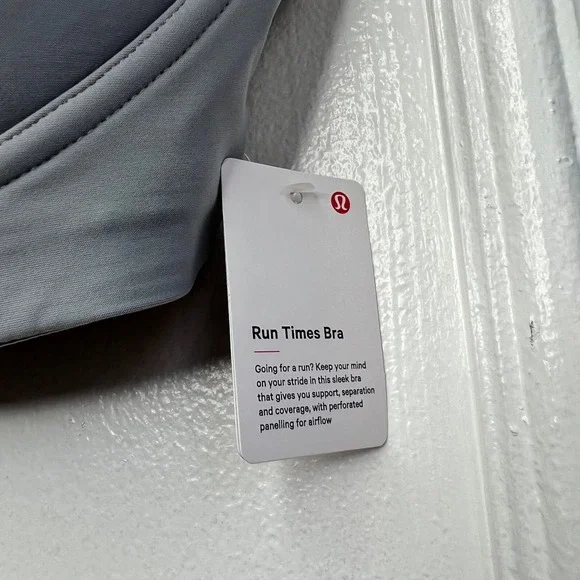 Run Times Bra
Going for a run? Keep your mind
on your stride in this sleek bra
that gives you support, separation
and coverage, with perforated
panelling for airflow